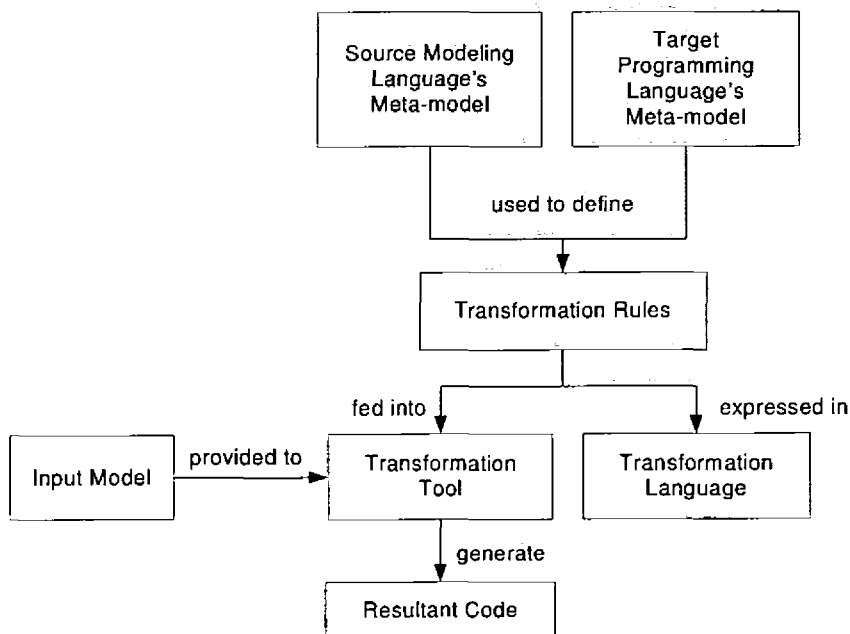 Source Modeling
Language's
Meta-model
Target
Programming
Language's
Meta-model
used to define
Transformation Rules
fed into
expressed in
Input Model
provided to
Transformation
Tool
Transformation
Language
generate
Resultant Code